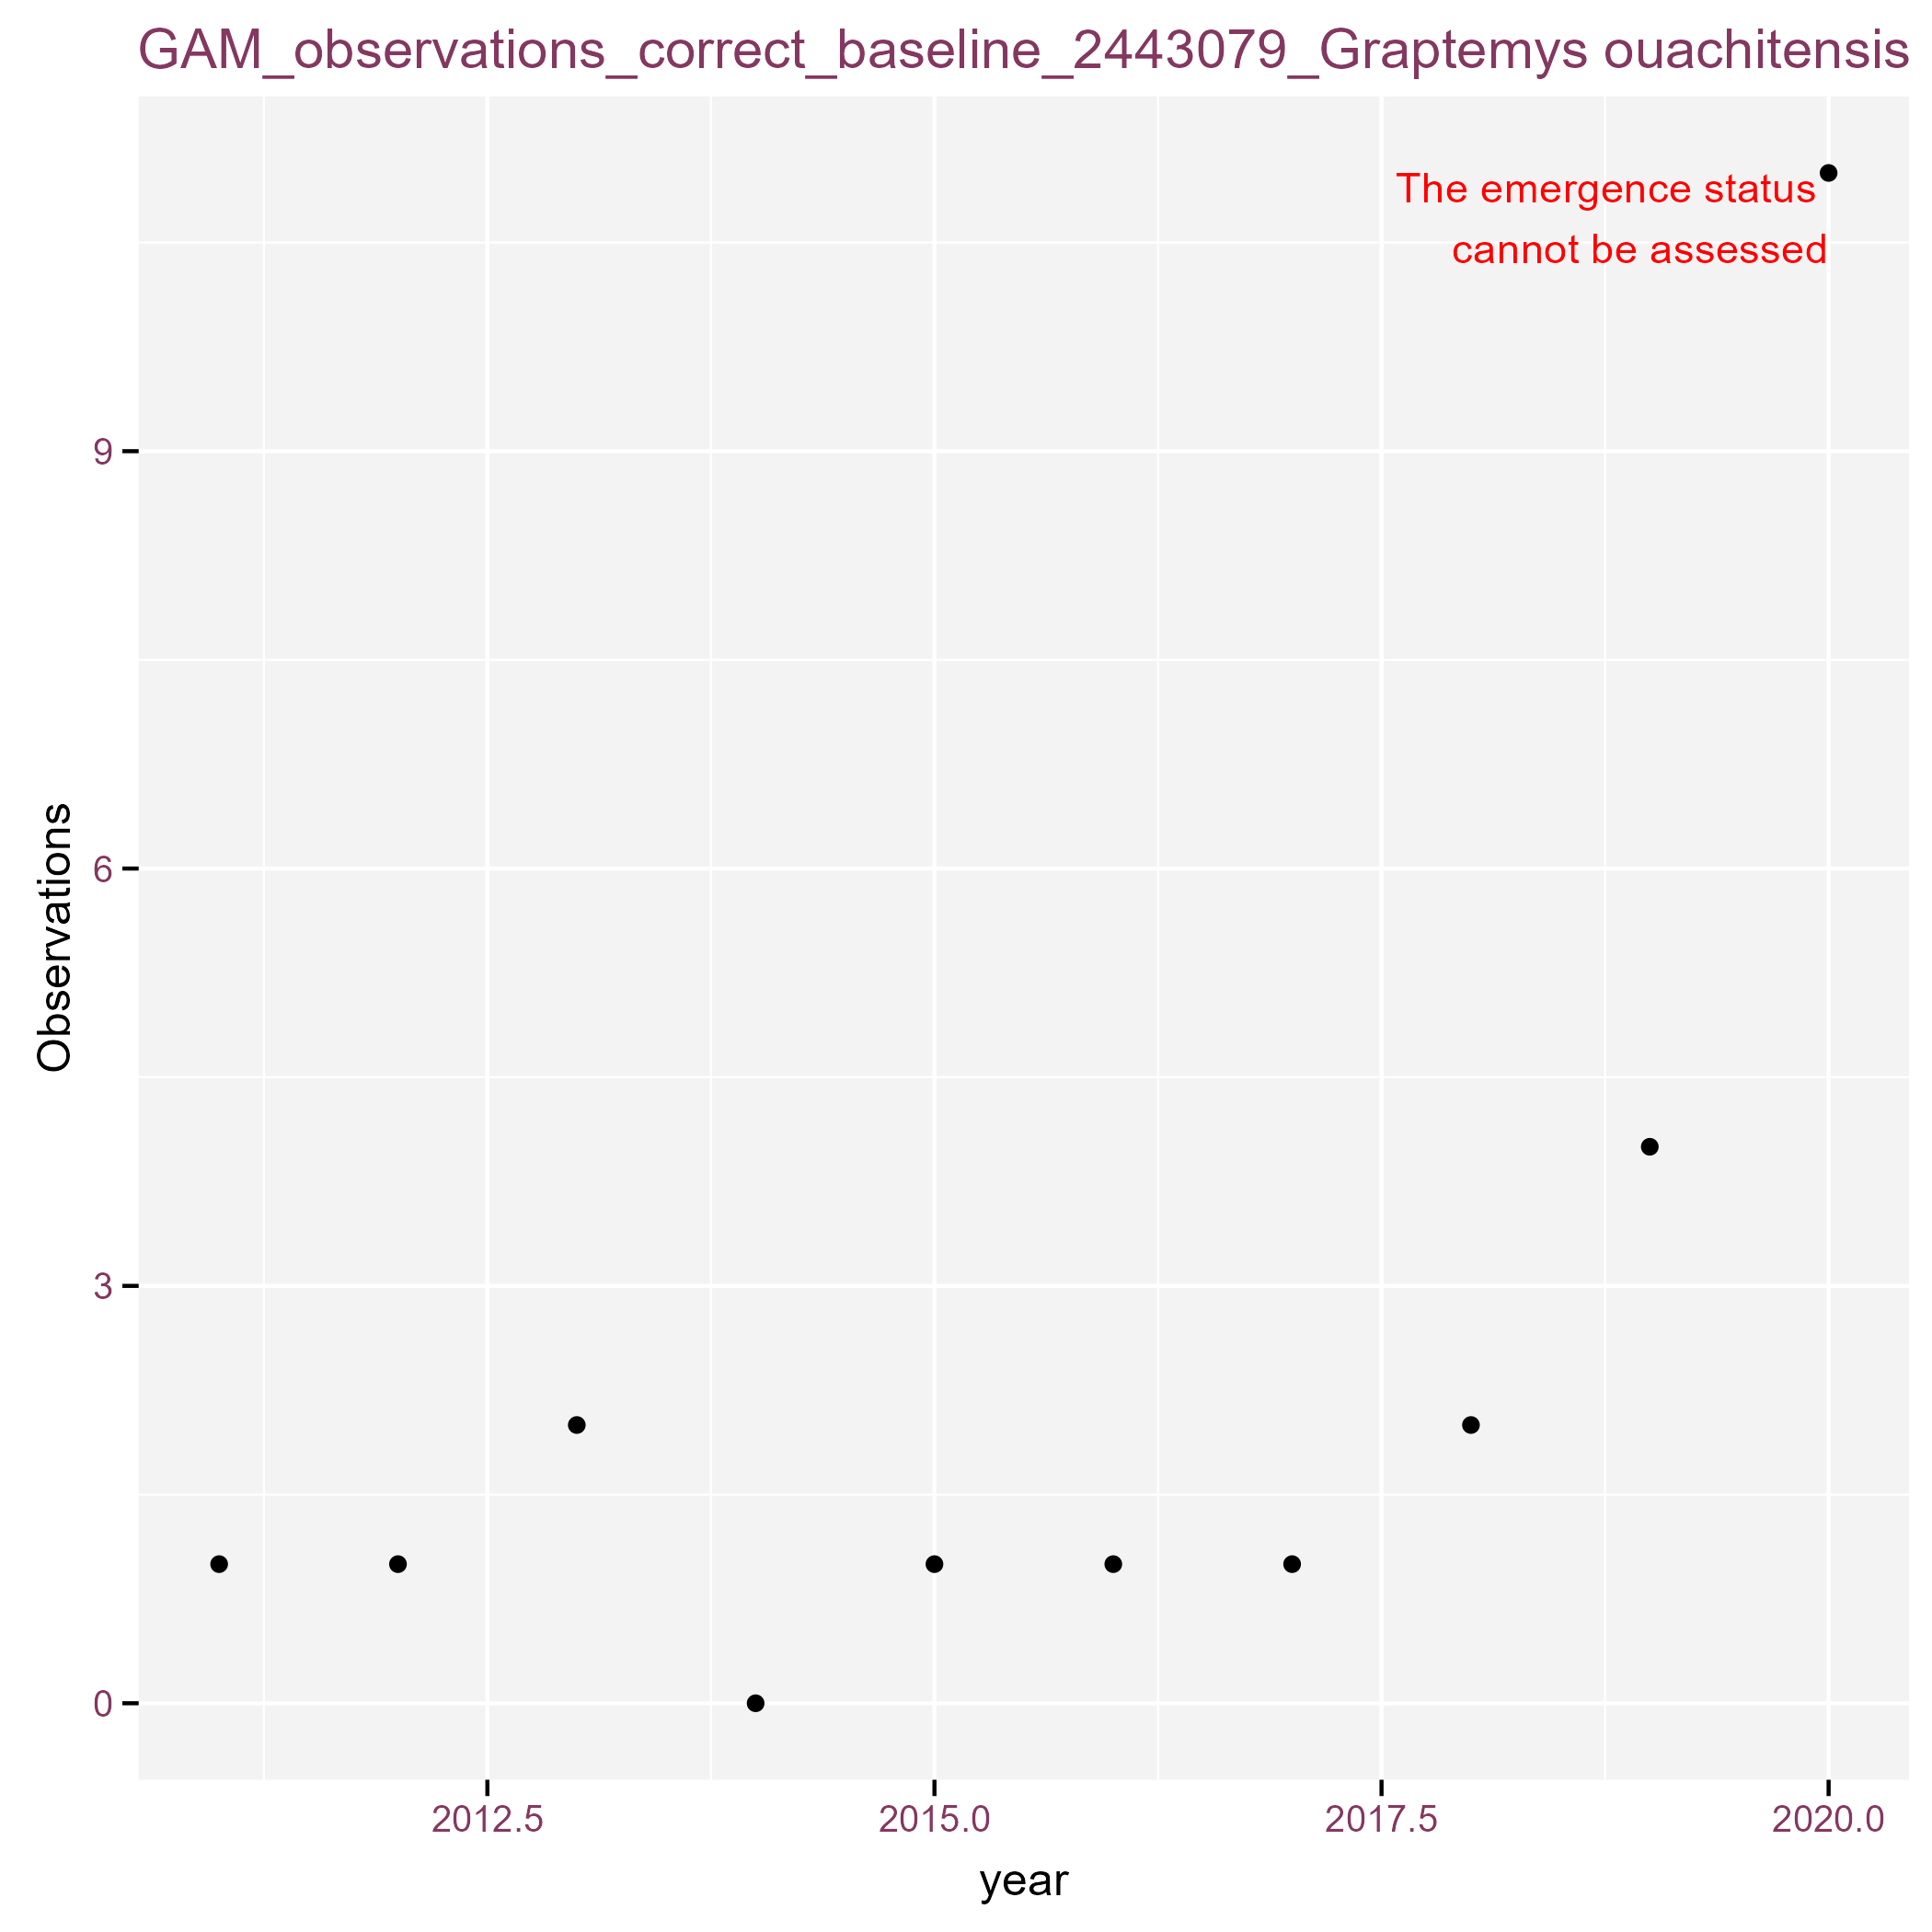 GAM_observations_correct_baseline_2443079_Graptemys ouachitensis
The emergence status
cannot be assessed
9
6
3
0
Observations
2012.5
2015.0
2017.5
2020.0
year